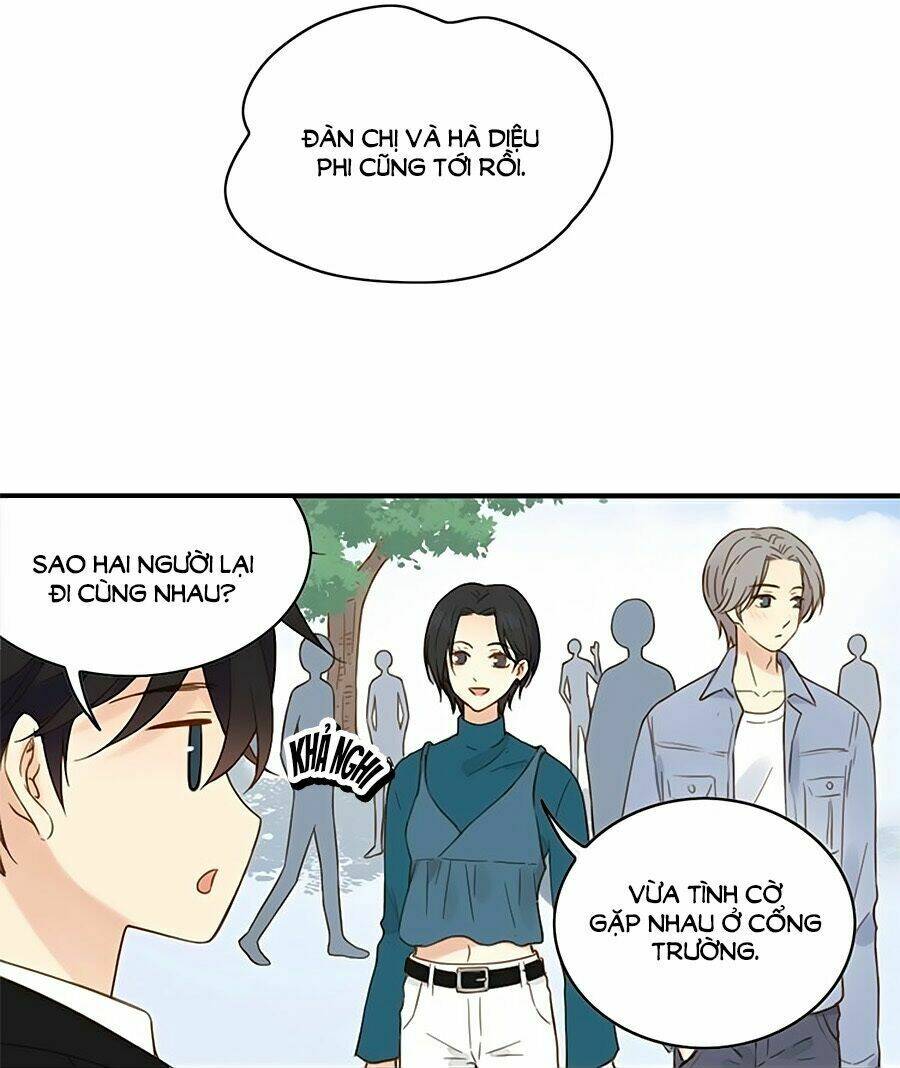 ĐÀN CHỊ VÀ HÀ DIỆU
PHI CŨNG TỚI RỒI.
SAO HAI NGƯỜI LẠI
ĐI CÙNG NHAU?
KHẢ NGHI
VỪA TÌNH CỜ
GẶP NHAU Ở CỔNG
TRƯỜNG.